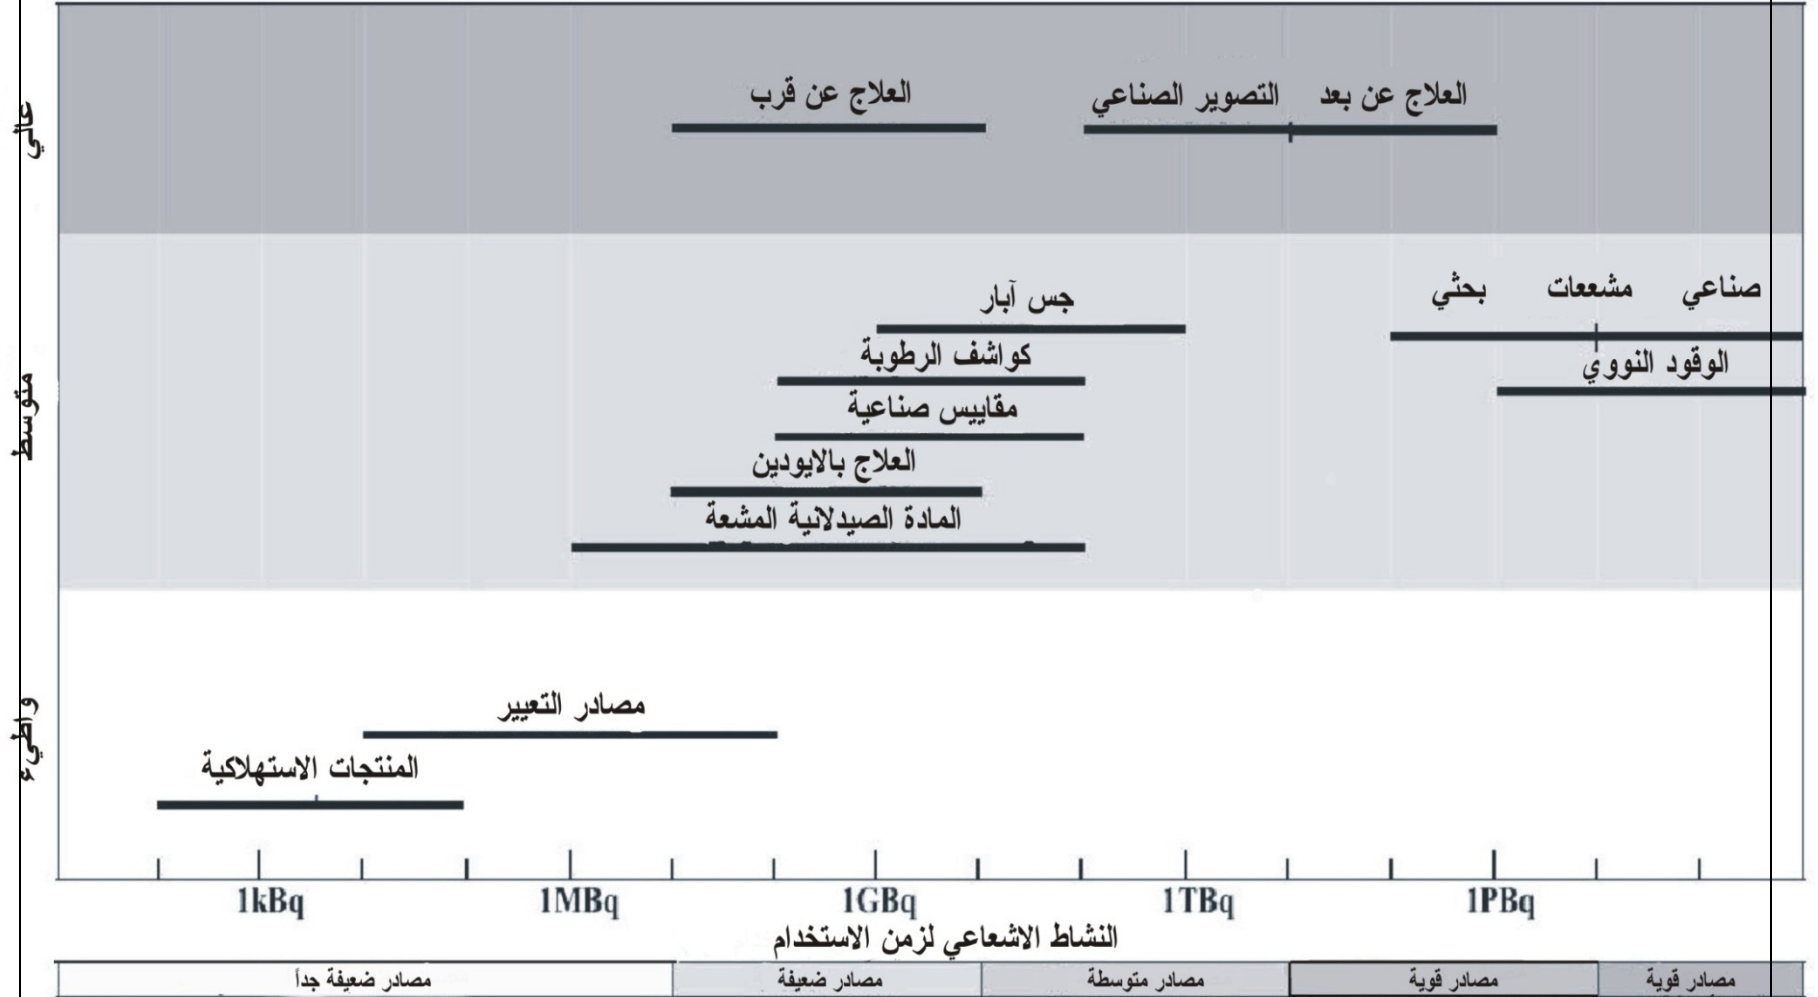 عالي
العلاج عن بعد
التصوير الصناعي
العلاج عن قرب
متوسط
صناعي
مشععات
بحثي
جس آبار
كواشف الرطوبة
الوقود النووي
مقاييس صناعية
العلاج بالايودين
المادة الصيدلانية المشعة
واطيء
مصادر التعيير
المنتجات الاستهلاكية
1kBq 1MBq 1GBq 1TBq 1PBq
النشاط الاشعاعي لزمن الاستخدام
مصادر قوية
مصادر قوية
مصادر متوسطة
مصادر ضعيفة
مصادر ضعيفة جداً